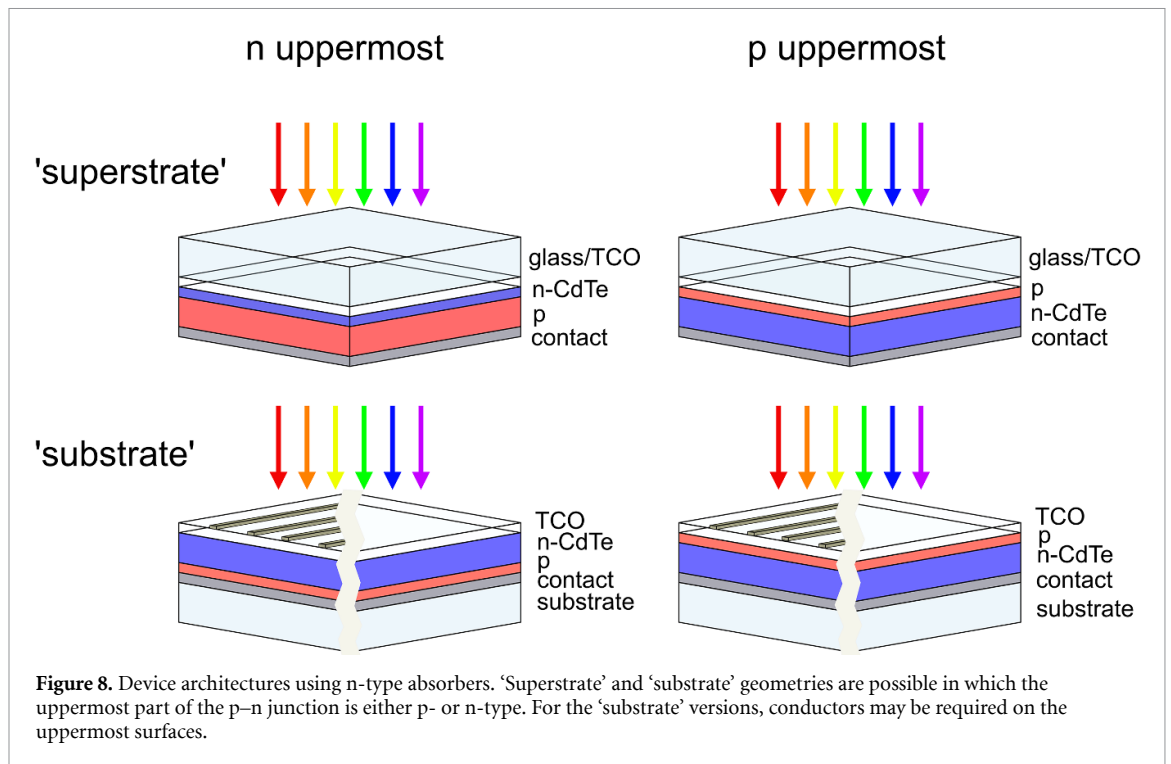 n uppermost
p uppermost
'superstrate'
glass/TCO
n-CdTe
p
contact
glass/TCO
p
n-CdTe
contact
'substrate'
TCO
n-CdTe
p
contact
substrate
TCO
p
n-CdTe
contact
substrate
Figure 8. Device architectures using n-type absorbers. ‘Superstrate’ and ‘substrate’ geometries are possible in which the
uppermost part of the p–n junction is either p- or n-type. For the ‘substrate’ versions, conductors may be required on the
uppermost surfaces.